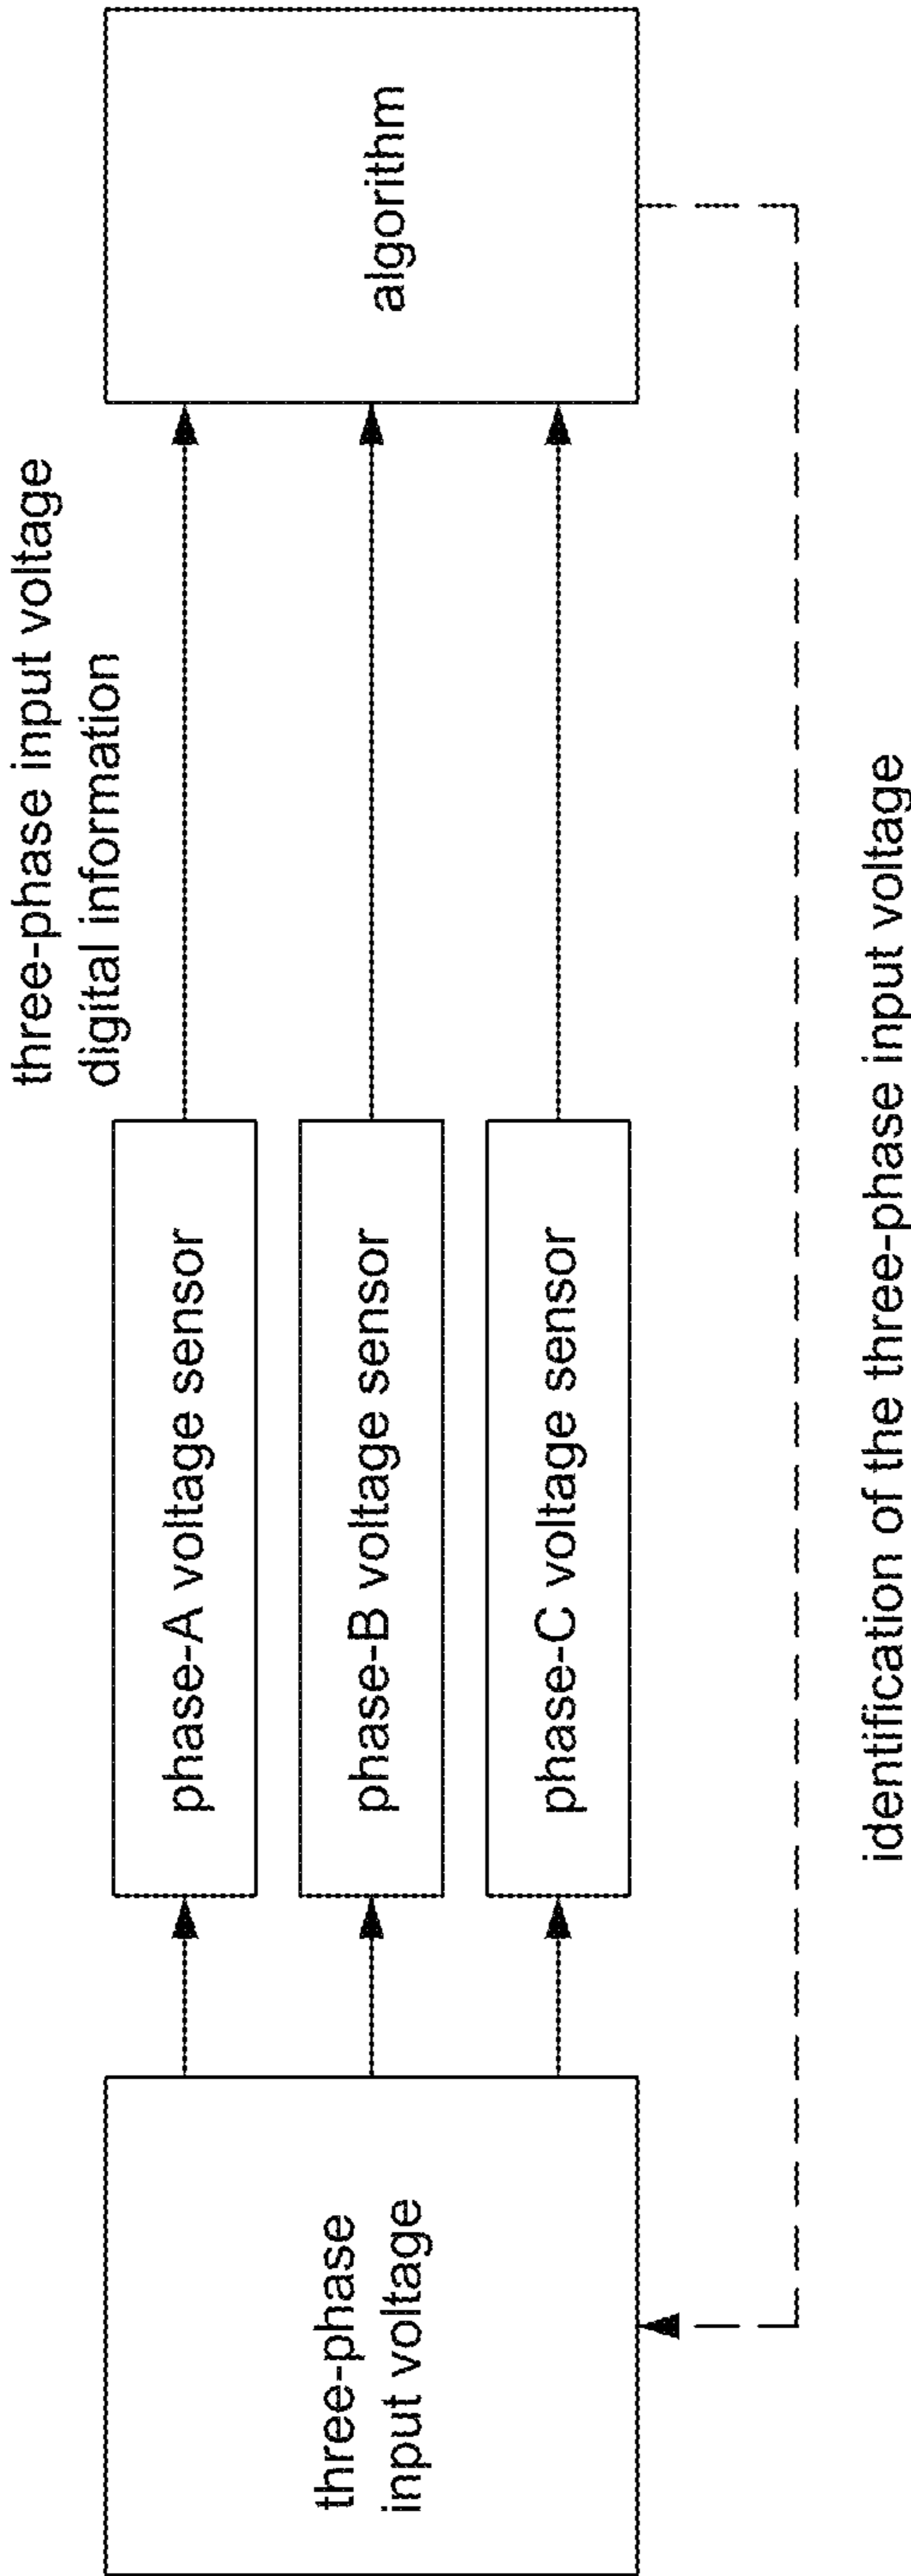 three-phase
input voltage
phase-A voltage sensor
phase-B voltage sensor
phase-C voltage sensor
three-phase input voltage
digital information
algorithm
identification of the three-phase input voltage